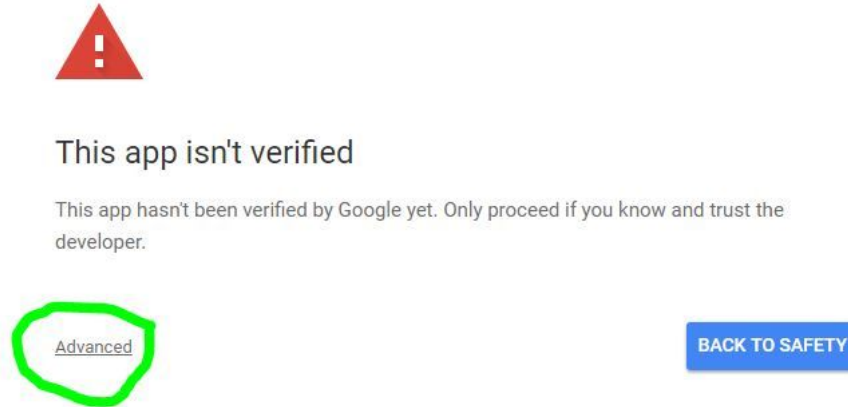 This app isn't verified
This app hasn't been verified by Google yet. Only proceed if you know and trust the
developer.
Advanced
BACK TO SAFETY